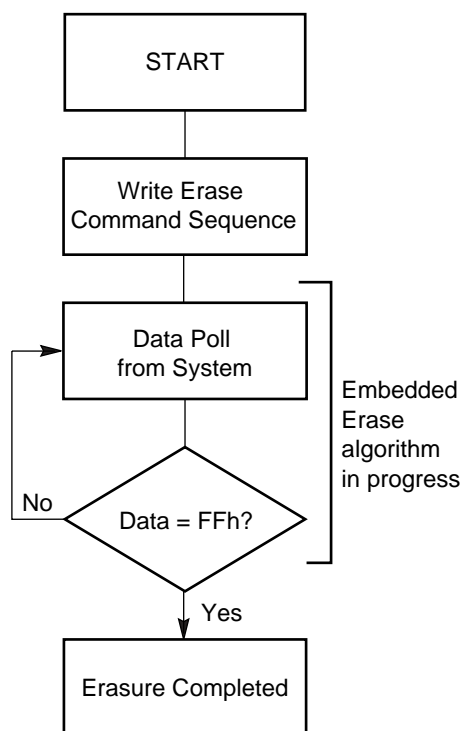 START
Write Erase
Command Sequence
Data Poll
from System
Embedded
Erase
algorithm
in progress
No
Data = FFh?
Yes
Erasure Completed